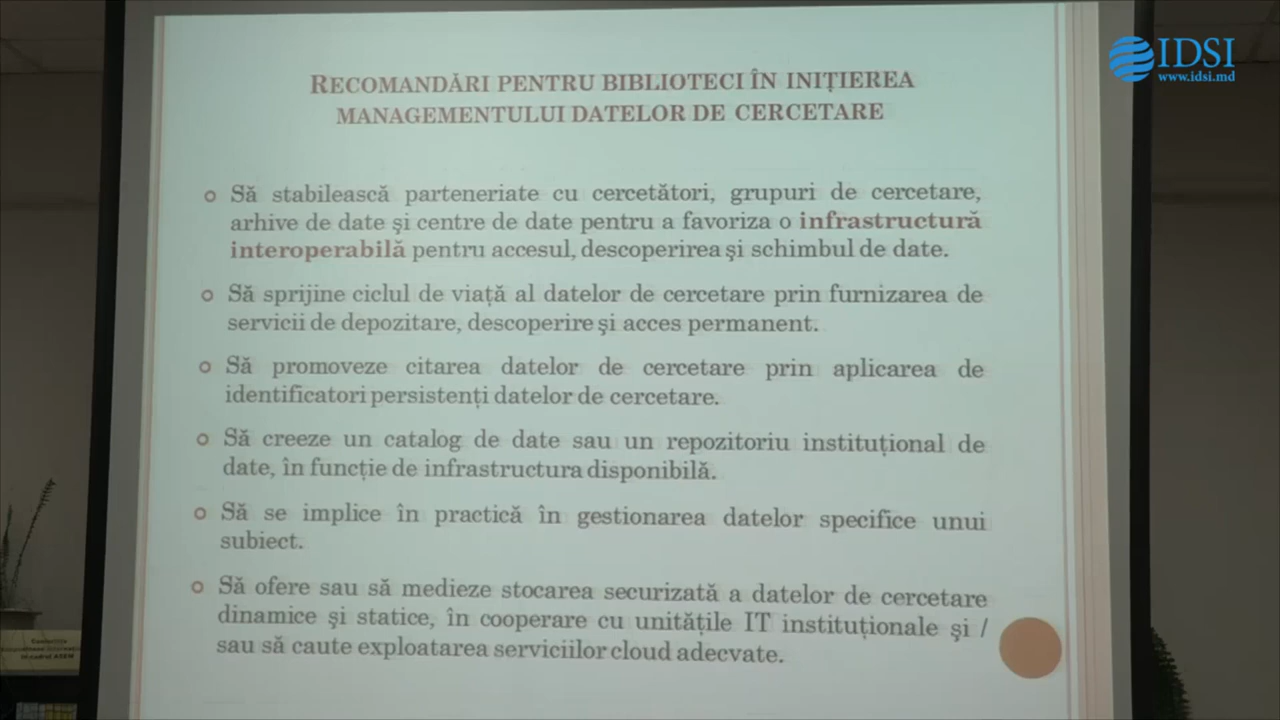 IDSI
www.idsi.md
RECOMANDĂRI PENTRU BIBLIOTECI ÎN INIȚIEREA
MANAGEMENTULUI DATELOR DE CERCETARE
Să stabilească parteneriate cu cercetători, grupuri de cercetare,
arhive de date şi centre de date pentru a favoriza o infrastructură
interoperabilă pentru accesul, descoperirea şi schimbul de date.
Să sprijine ciclul de viață al datelor de cercetare prin furnizarea de
servicii de depozitare, descoperire şi acces permanent.
Să promoveze citarea datelor de cercetare prin aplicarea de
identificatori persistenți datelor de cercetare.
Să creeze un catalog de date sau un repozitoriu instituțional de
date, în funcție de infrastructura disponibilă.
Să se implice în practică în gestionarea datelor specifice unui
subiect.
Să ofere sau să medieze stocarea securizată a datelor de cercetare
dinamice şi statice, în cooperare cu unitățile IT instituționale şi /
sau să caute exploatarea serviciilor cloud adecvate.